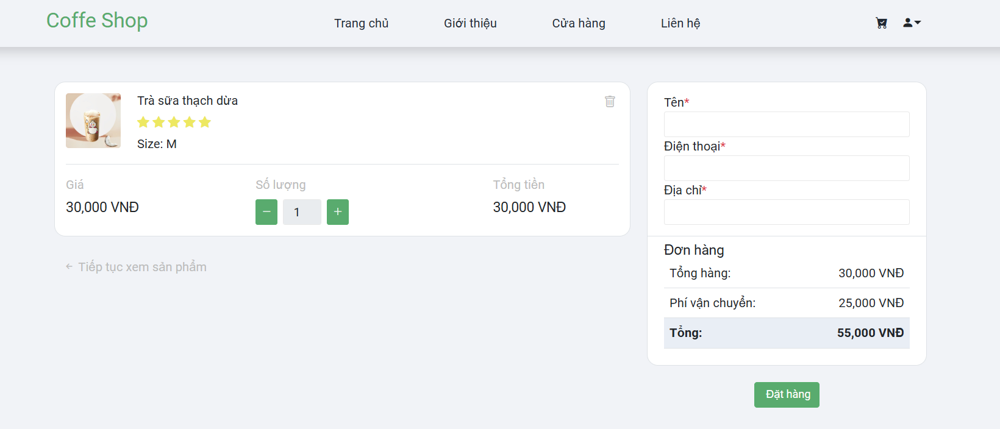 Coffe Shop
Trang chủ
Giới thiệu
Cửa hàng
Liên hệ
Trà sữa thạch dừa
Size: M
Giá
Số lượng
Tổng tiền
30,000 VNĐ
1
30,000 VNĐ
Tiếp tục xem sản phẩm
Tên*
Điện thoại*
Địa chỉ*
Đơn hàng
Tổng hàng: 30,000 VNĐ
Phí vận chuyển: 25,000 VNĐ
Tổng: 55,000 VNĐ
Đặt hàng